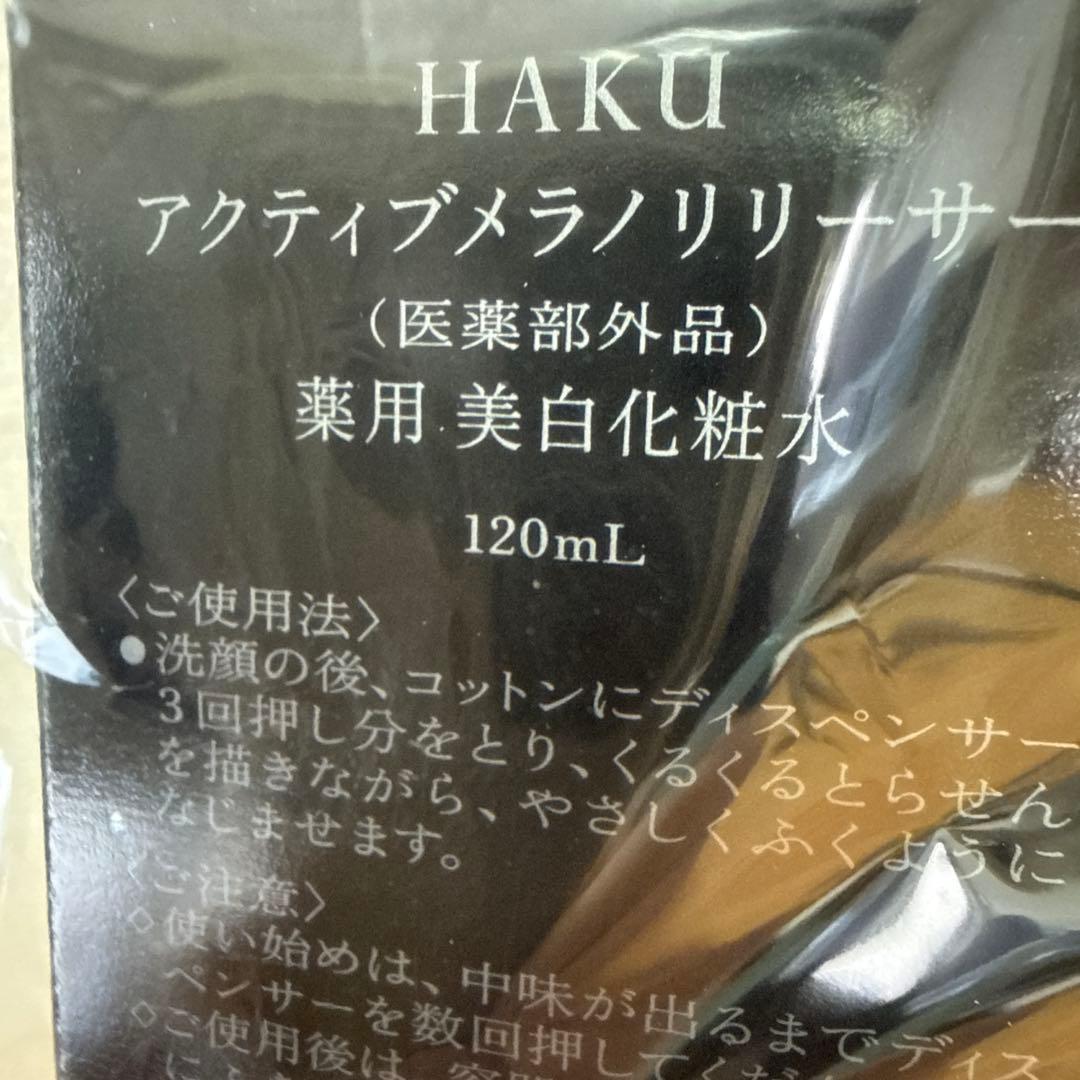 HAKU
アクティブメラノリリーサー
（医薬部外品）
薬用 美白化粧水
120mL
〈ご使用法〉
●洗顔の後、コットンにディスペンサー
3回押し分をとり、くるくるとらせん
を描きながら、やさしくふくように
なじませます。
〈ご注意〉
◇使い始めは、中味が出るまでディス
ペンサーを数回押してくだ
◇ご使用後は、容器